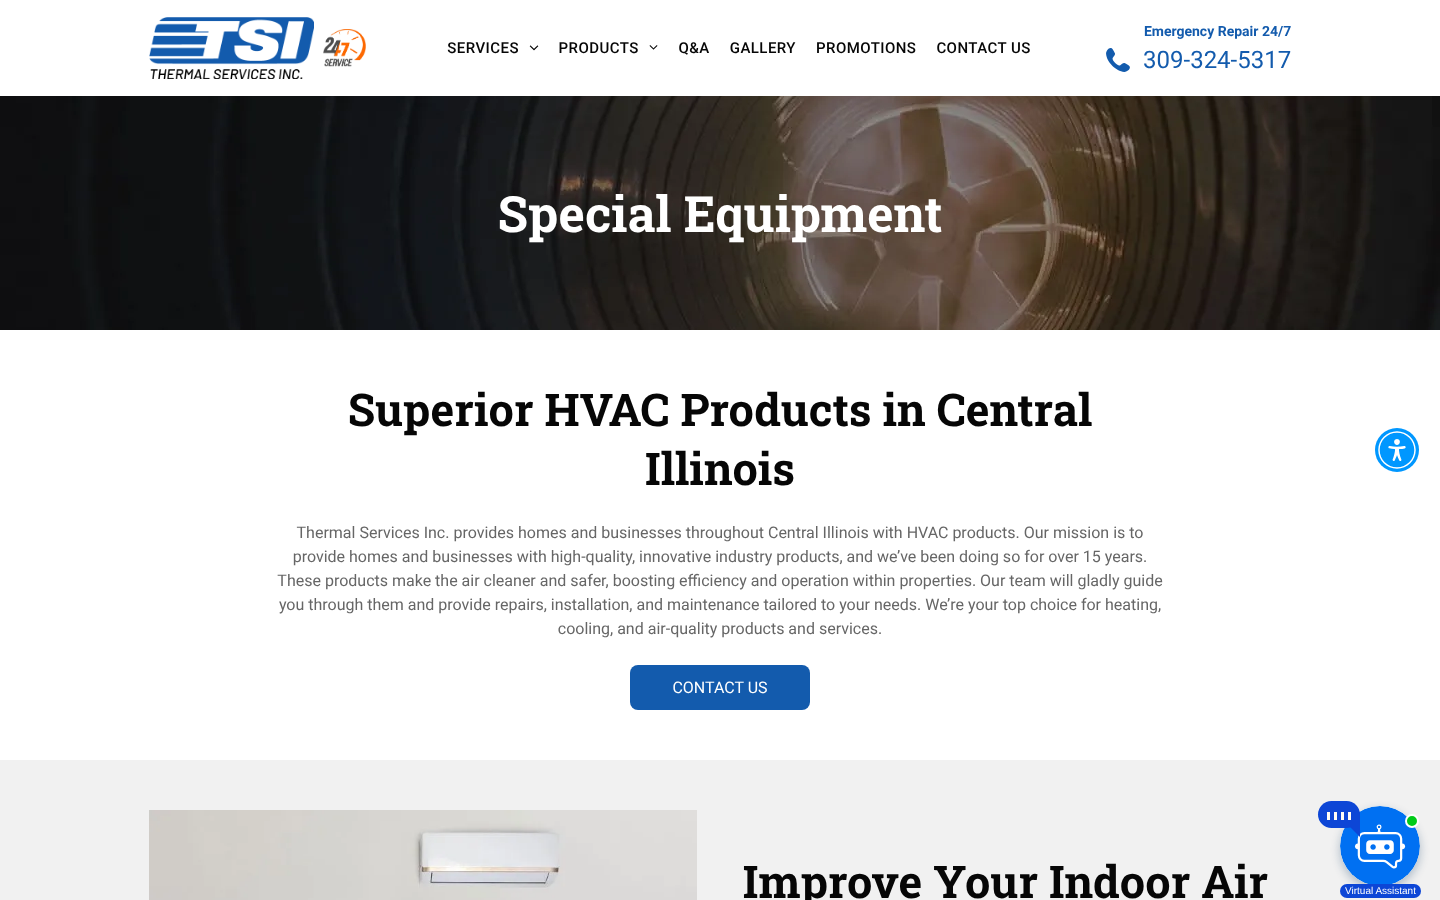 TSI
THERMAL SERVICES INC.
24/7
SERVICE
SERVICES
PRODUCTS
Q&A
GALLERY
PROMOTIONS
CONTACT US
Emergency Repair 24/7
309-324-5317
Special Equipment
Superior HVAC Products in Central
Illinois
Thermal Services Inc. provides homes and businesses throughout Central Illinois with HVAC products. Our mission is to
provide homes and businesses with high-quality, innovative industry products, and we’ve been doing so for over 15 years.
These products make the air cleaner and safer, boosting efficiency and operation within properties. Our team will gladly guide
you through them and provide repairs, installation, and maintenance tailored to your needs. We’re your top choice for heating,
cooling, and air-quality products and services.
CONTACT US
Improve Your Indoor Air
Virtual Assistant